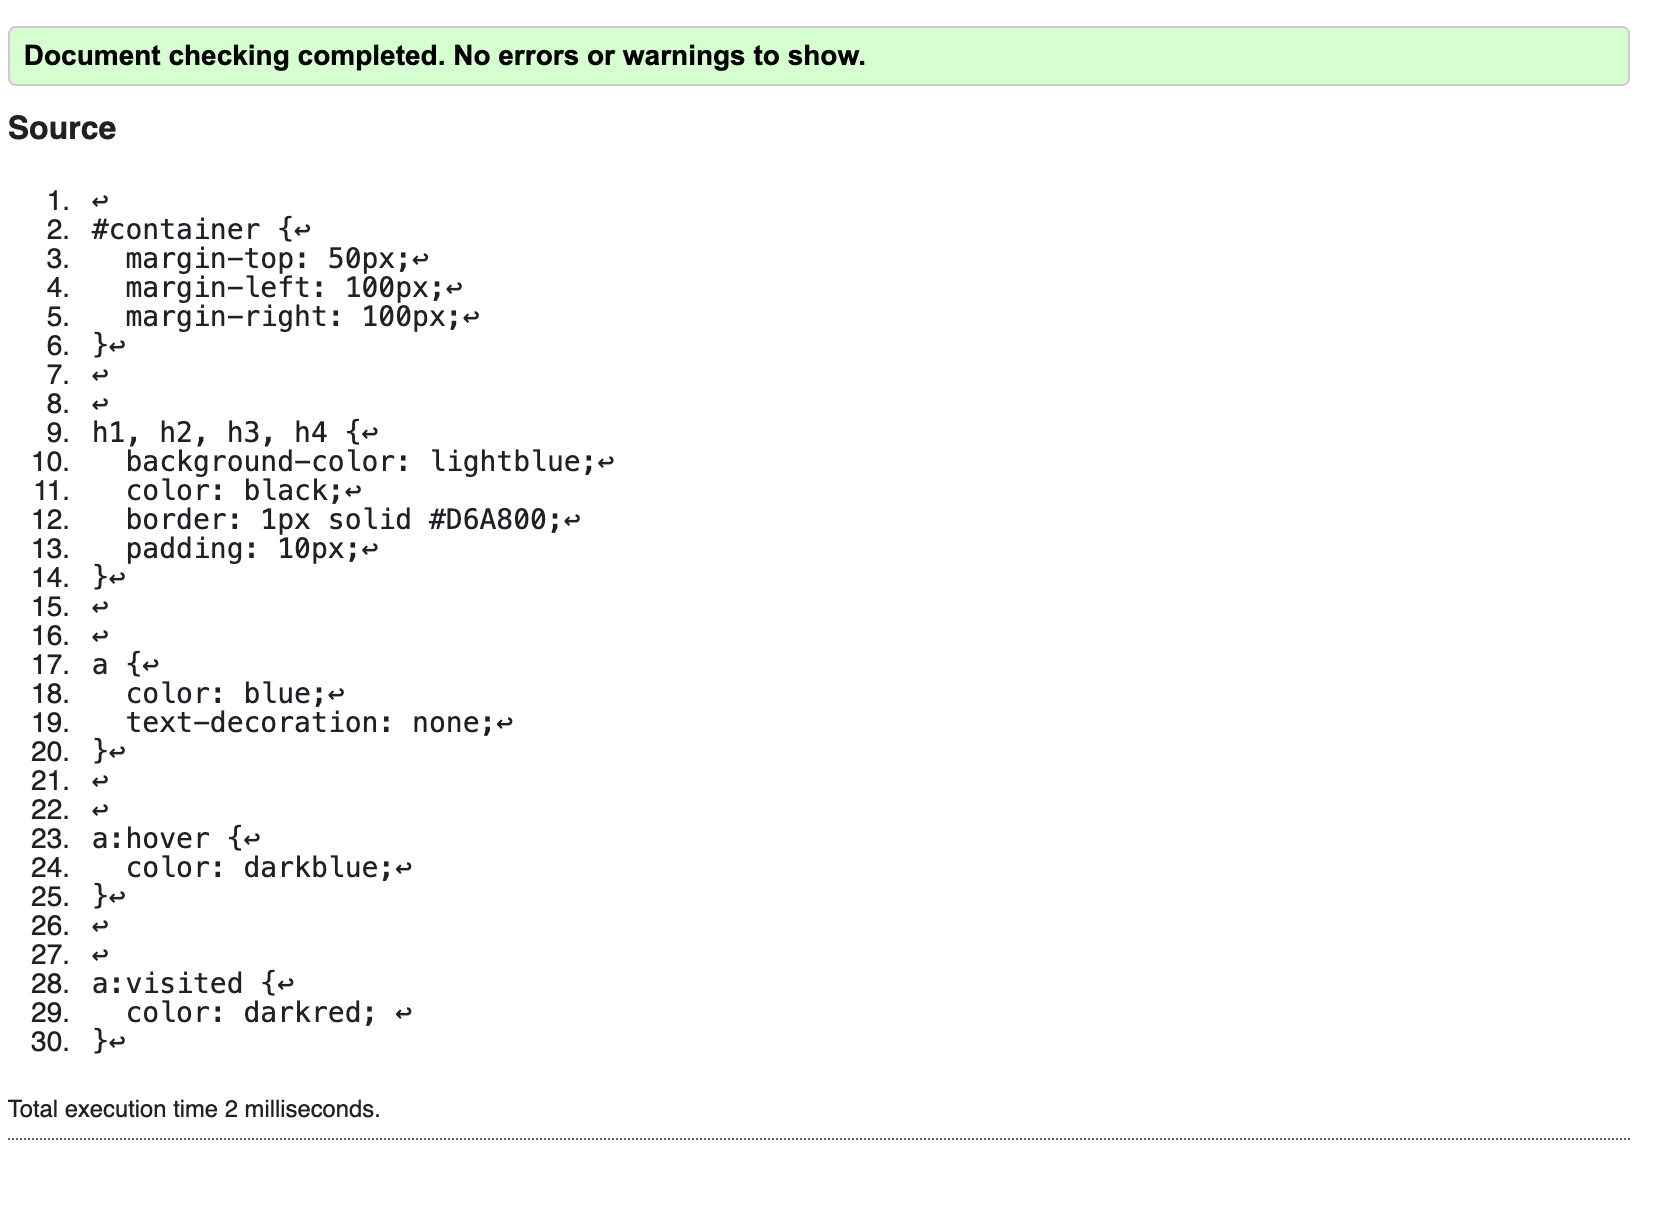 Document checking completed. No errors or warnings to show.
Source
1. ↩
2. #container {↩
3.   margin-top: 50px;↩
4.   margin-left: 100px;↩
5.   margin-right: 100px;↩
6. }↩
7. ↩
8. ↩
9. h1, h2, h3, h4 {↩
10.   background-color: lightblue;↩
11.   color: black;↩
12.   border: 1px solid #D6A800;↩
13.   padding: 10px;↩
14. }↩
15. ↩
16. ↩
17. a {↩
18.   color: blue;↩
19.   text-decoration: none;↩
20. }↩
21. ↩
22. ↩
23. a:hover {↩
24.   color: darkblue;↩
25. }↩
26. ↩
27. ↩
28. a:visited {↩
29.   color: darkred; ↩
30. }↩
Total execution time 2 milliseconds.